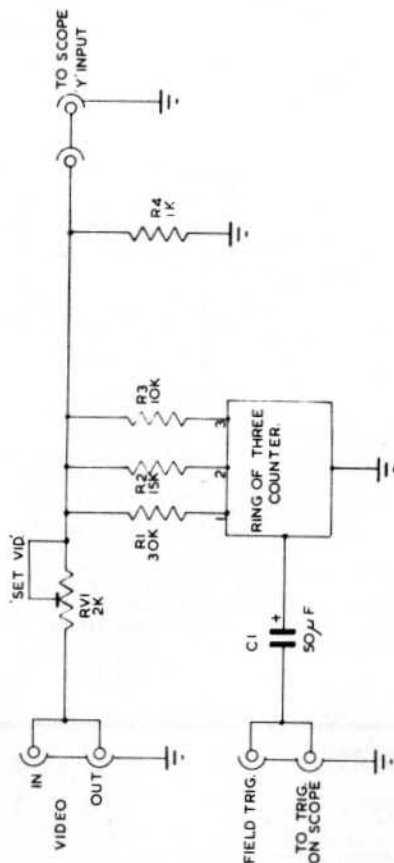 'SET VID.'
IN
VIDEO
OUT
RV1
2K
R1
30K
R2
15K
R3
10K
R4
1K
TO SCOPE
'Y' INPUT
1
2
3
RING OF THREE
COUNTER.
C1
+
50µF
FIELD TRIG.
TO TRIG.
ON SCOPE